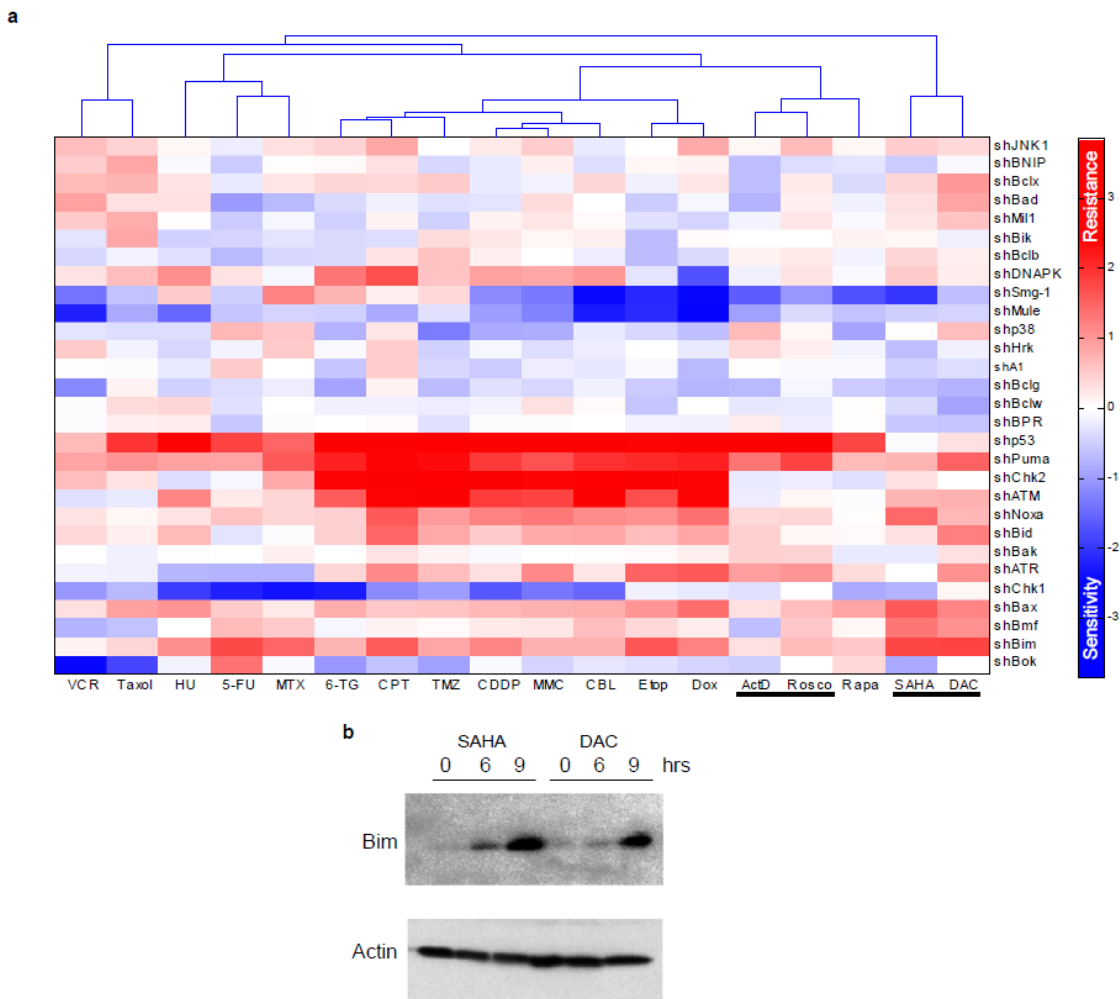 a
shJNK1
shBNIP
shBclx
shBad
shMil1
shBik
shBclb
shDNAPK
shSmg-1
shMule
shp38
shHrk
shA1
shBclg
shBclw
shBPR
shp53
shPuma
shChk2
shATM
shNoxa
shBid
shBak
shATR
shChk1
shBax
shBmf
shBim
shBok
Resistance
Sensitivity
3
2
1
0
-1
-2
-3
VCR Taxol HU 5-FU MTX 6-TG CPT TMZ CDDP MMC CBL Etop Dox ActD Rosco Rapa SAHA DAC
b
SAHA DAC
0 6 9 0 6 9 hrs
Bim
Actin